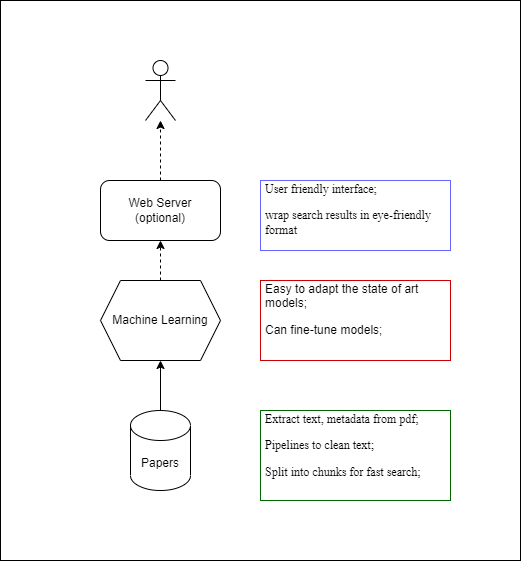 Web Server
(optional)
User friendly interface;
wrap search results in eye-friendly
format
Machine Learning
Easy to adapt the state of art
models;
Can fine-tune models;
Papers
Extract text, metadata from pdf;
Pipelines to clean text;
Split into chunks for fast search;